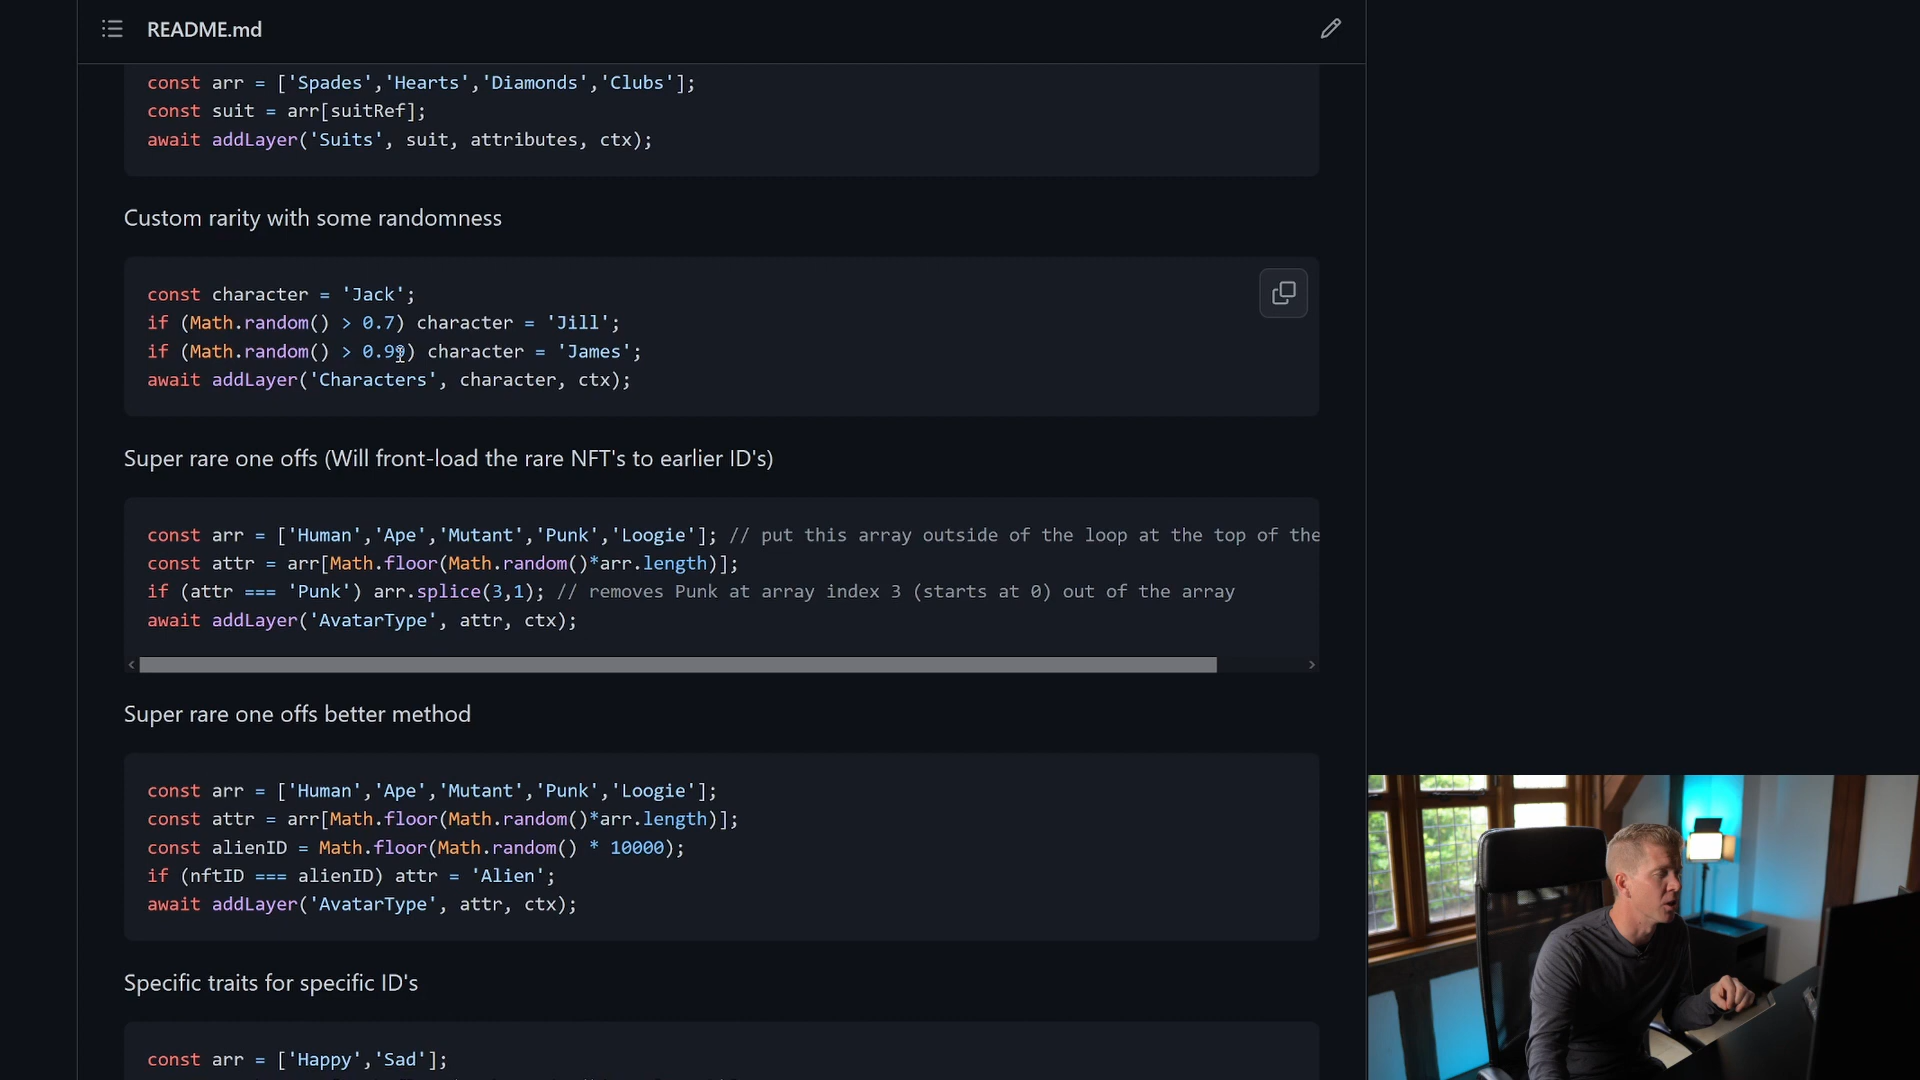 README.md
const arr = ['Spades','Hearts','Diamonds','Clubs'];
const suit = arr[suitRef];
await addLayer('Suits', suit, attributes, ctx);
Custom rarity with some randomness
const character = 'Jack';
if (Math.random() > 0.7) character = 'Jill';
if (Math.random() > 0.99) character = 'James';
await addLayer('Characters', character, ctx);
Super rare one offs (Will front-load the rare NFT's to earlier ID's)
const arr = ['Human','Ape','Mutant','Punk','Loogie']; // put this array outside of the loop at the top of the
const attr = arr[Math.floor(Math.random()*arr.length)];
if (attr === 'Punk') arr.splice(3,1); // removes Punk at array index 3 (starts at 0) out of the array
await addLayer('AvatarType', attr, ctx);
Super rare one offs better method
const arr = ['Human','Ape','Mutant','Punk','Loogie'];
const attr = arr[Math.floor(Math.random()*arr.length)];
const alienID = Math.floor(Math.random() * 10000);
if (nftID === alienID) attr = 'Alien';
await addLayer('AvatarType', attr, ctx);
Specific traits for specific ID's
const arr = ['Happy','Sad'];